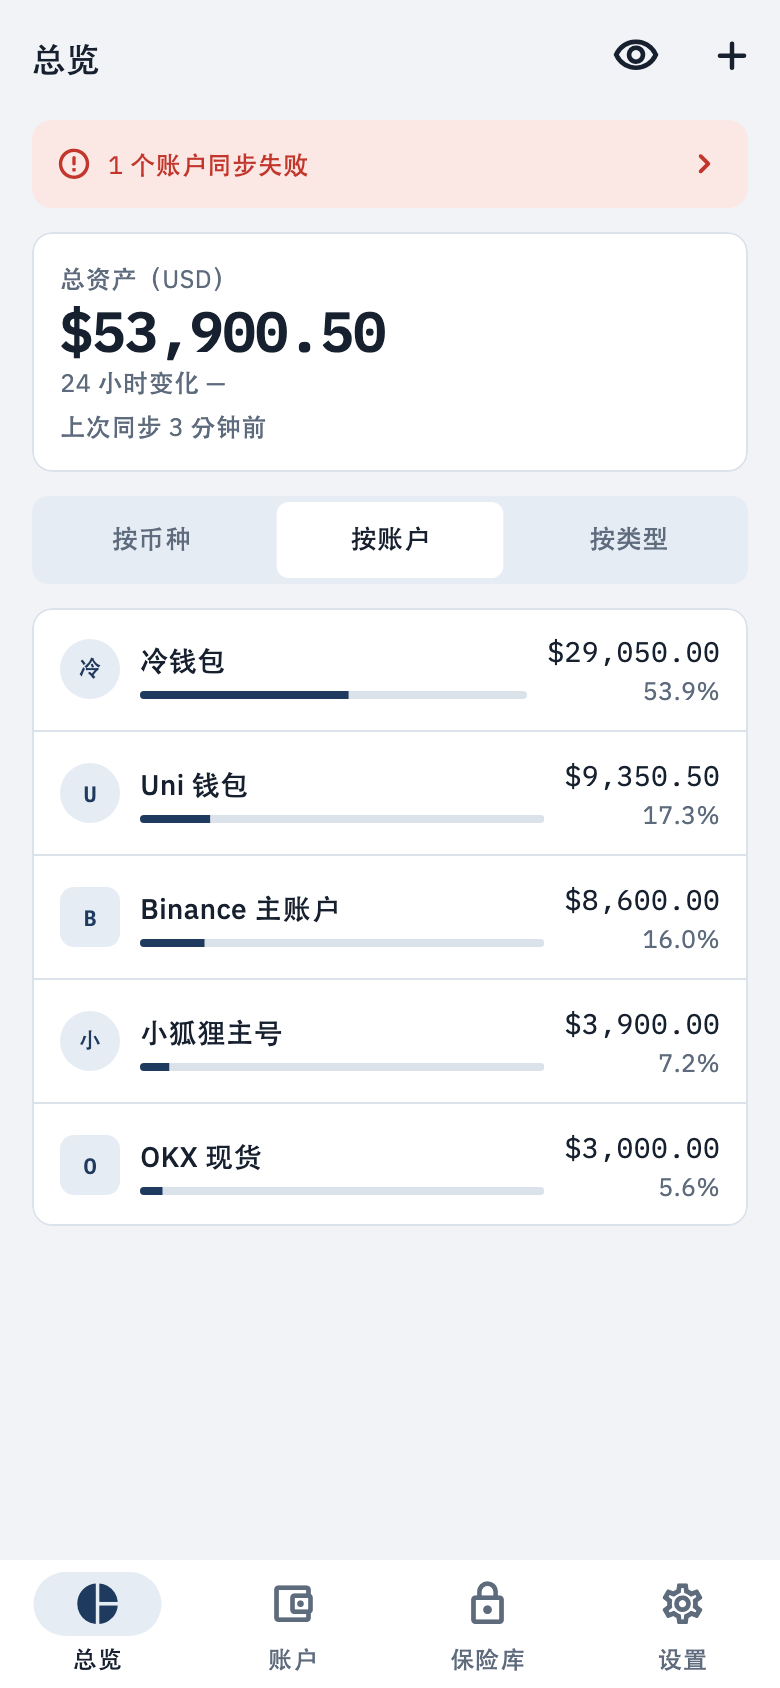 总览
1 个账户同步失败
总资产（USD）
$53,900.50
24 小时变化 —
上次同步 3 分钟前
按币种
按账户
按类型
冷
冷钱包
$29,050.00
53.9%
U
Uni 钱包
$9,350.50
17.3%
B
Binance 主账户
$8,600.00
16.0%
小
小狐狸主号
$3,900.00
7.2%
O
OKX 现货
$3,000.00
5.6%
总览
账户
保险库
设置